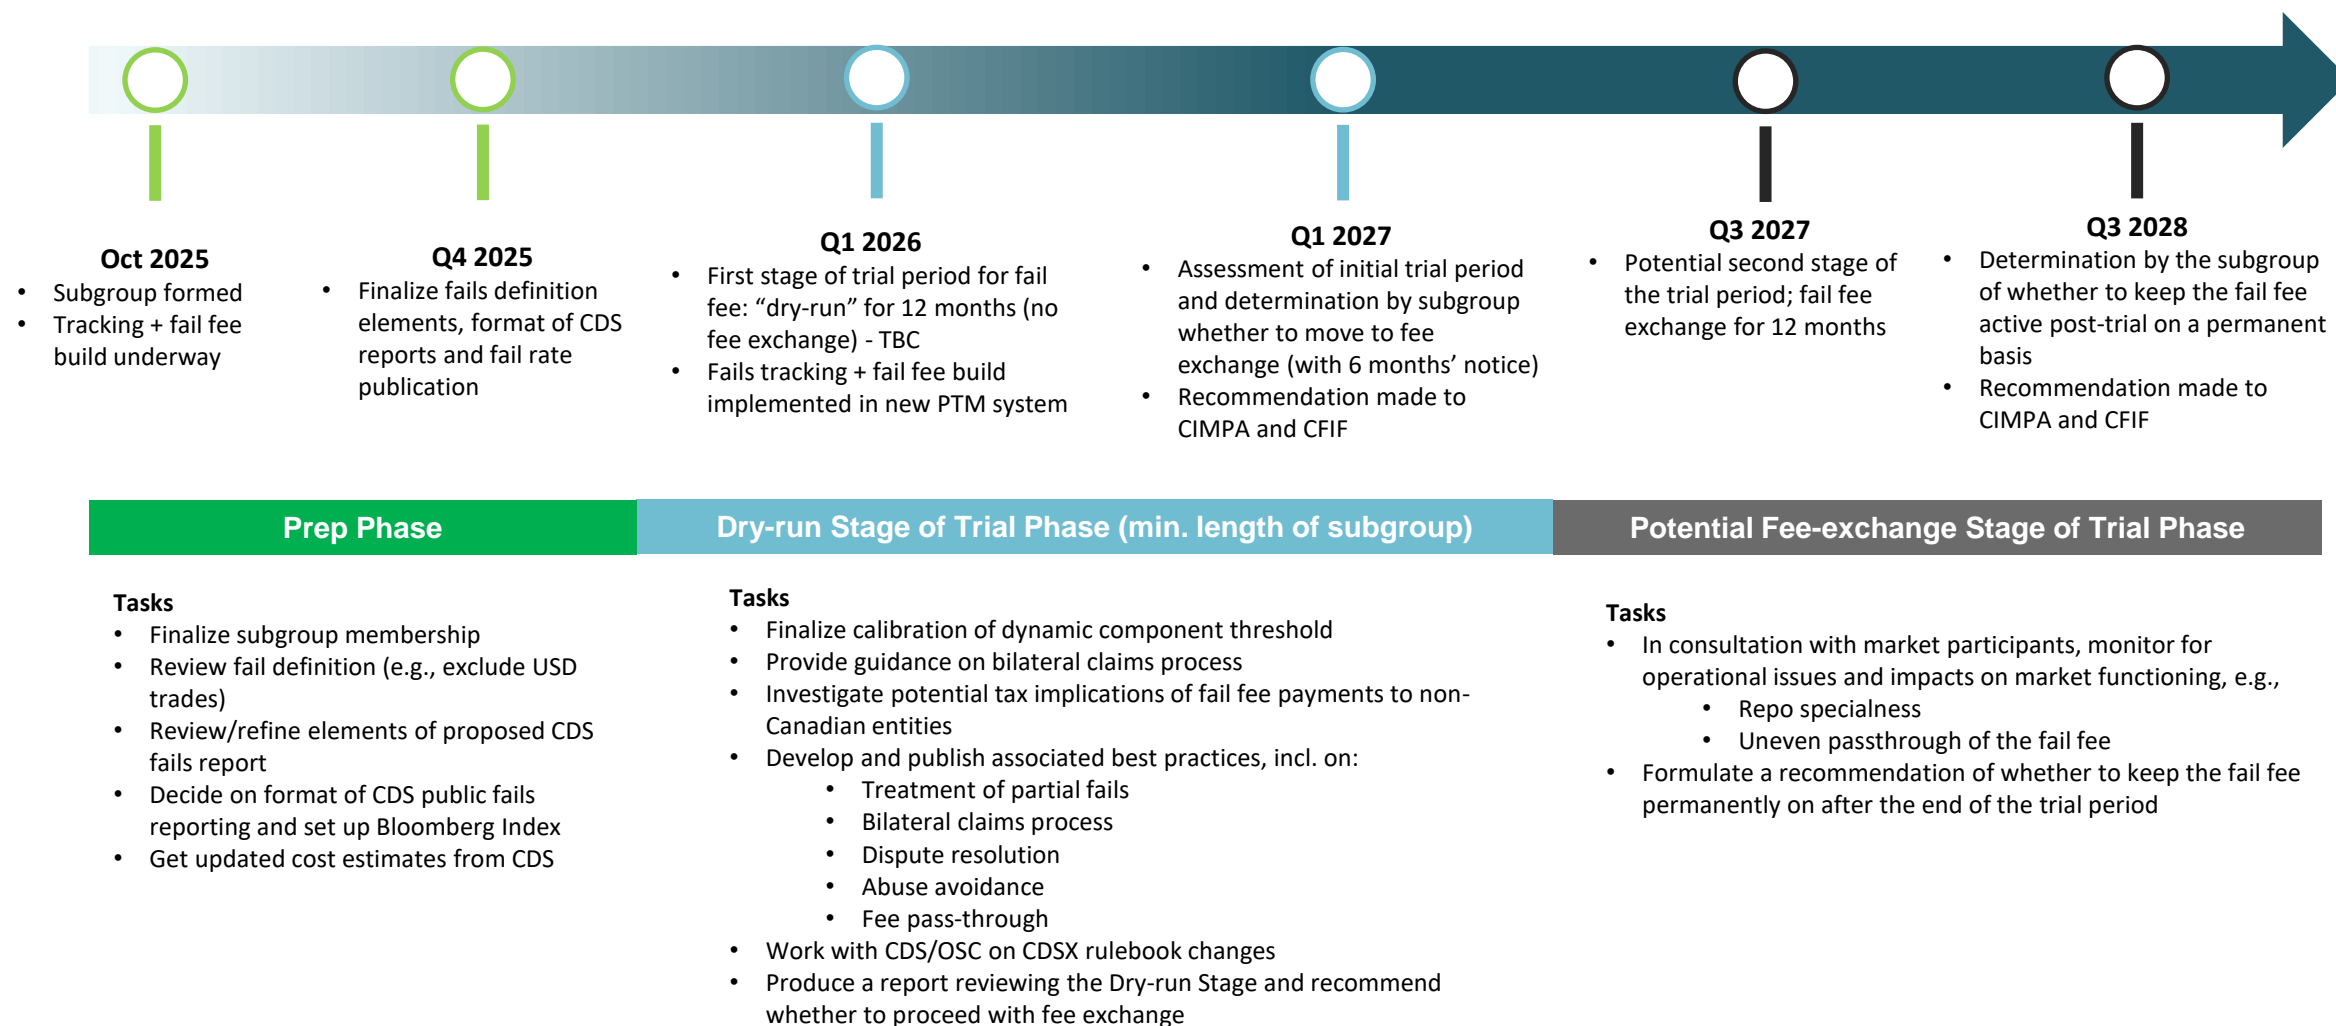 Oct 2025
• Subgroup formed
• Tracking + fail fee
build underway
Q4 2025
• Finalize fails definition
elements, format of CDS
reports and fail rate
publication
Q1 2026
• First stage of trial period for fail
fee: “dry-run” for 12 months (no
fee exchange) - TBC
• Fails tracking + fail fee build
implemented in new PTM system
Q1 2027
• Assessment of initial trial period
and determination by subgroup
whether to move to fee
exchange (with 6 months’ notice)
• Recommendation made to
CIMPA and CFIF
Q3 2027
• Potential second stage of
the trial period; fail fee
exchange for 12 months
Q3 2028
• Determination by the subgroup
of whether to keep the fail fee
active post-trial on a permanent
basis
• Recommendation made to
CIMPA and CFIF
Prep Phase
Dry-run Stage of Trial Phase (min. length of subgroup)
Potential Fee-exchange Stage of Trial Phase
Tasks
• Finalize subgroup membership
• Review fail definition (e.g., exclude USD
trades)
• Review/refine elements of proposed CDS
fails report
• Decide on format of CDS public fails
reporting and set up Bloomberg Index
• Get updated cost estimates from CDS
Tasks
• Finalize calibration of dynamic component threshold
• Provide guidance on bilateral claims process
• Investigate potential tax implications of fail fee payments to non-
Canadian entities
• Develop and publish associated best practices, incl. on:
• Treatment of partial fails
• Bilateral claims process
• Dispute resolution
• Abuse avoidance
• Fee pass-through
• Work with CDS/OSC on CDSX rulebook changes
• Produce a report reviewing the Dry-run Stage and recommend
whether to proceed with fee exchange
Tasks
• In consultation with market participants, monitor for
operational issues and impacts on market functioning, e.g.,
• Repo specialness
• Uneven passthrough of the fail fee
• Formulate a recommendation of whether to keep the fail fee
permanently on after the end of the trial period